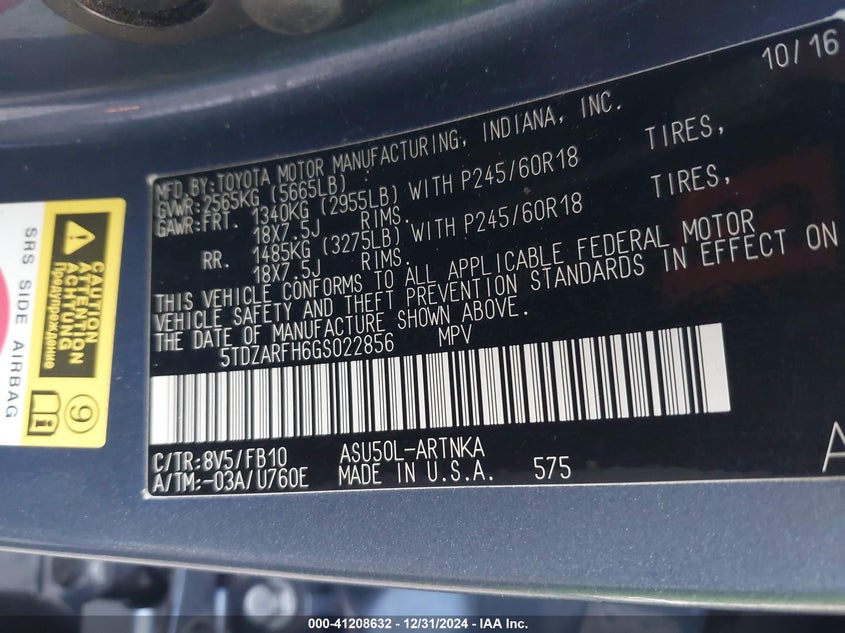 10/16
MFD.BY:TOYOTA MOTOR MANUFACTURING, INDIANA, INC.
GVWR:2565KG (5665LB)
GAWR:FRT. 1340KG (2955LB) WITH P245/60R18 TIRES,
18X7.5J RIMS.
RR. 1485KG (3275LB) WITH P245/60R18 TIRES,
18X7.5J RIMS.
THIS VEHICLE CONFORMS TO ALL APPLICABLE FEDERAL MOTOR
VEHICLE SAFETY AND THEFT PREVENTION STANDARDS IN EFFECT ON
THE DATE OF MANUFACTURE SHOWN ABOVE.
5TDZARFH6GS022856 MPV
C/TR:8V5/FB10 ASU50L-ARTNKA
A/TM:-03A/U760E MADE IN U.S.A. 575
A
SRS SIDE AIRBAG
CAUTION
ATTENTION
ACHTUNG
Предупреждение
9
000-41208632 - 12/31/2024 - IAA Inc.